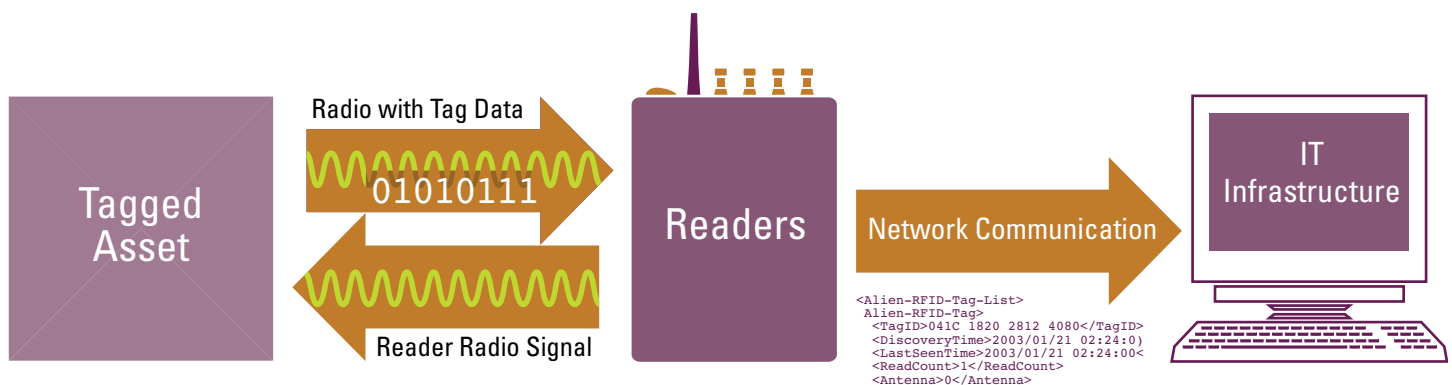 Radio with Tag Data
01010111
Tagged
Asset
Reader Radio Signal
Readers
Network Communication
<Alien-RFID-Tag-List>
Alien-RFID-Tag>
<TagID>041C 1820 2812 4080</TagID>
<DiscoveryTime>2003/01/21 02:24:0)
<LastSeenTime>2003/01/21 02:24:00<
<ReadCount>1</ReadCount>
<Antenna>0</Antenna>
IT
Infrastructure